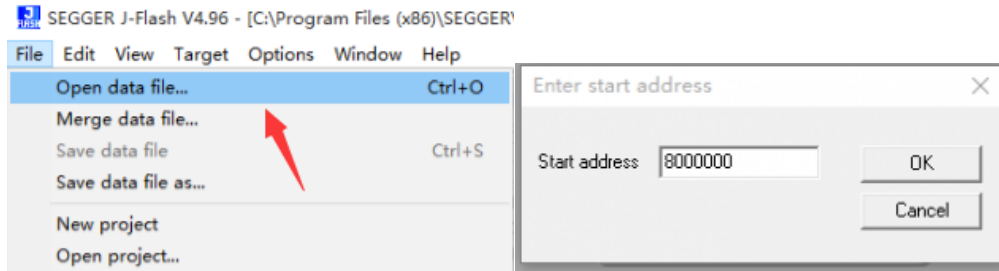 SEGGER J-Flash V4.96 - [C:\Program Files (x86)\SEGGER\
File Edit View Target Options Window Help
Open data file... Ctrl+O
Merge data file...
Save data file Ctrl+S
Save data file as...
New project
Open project...
Enter start address
Start address 8000000 OK
Cancel